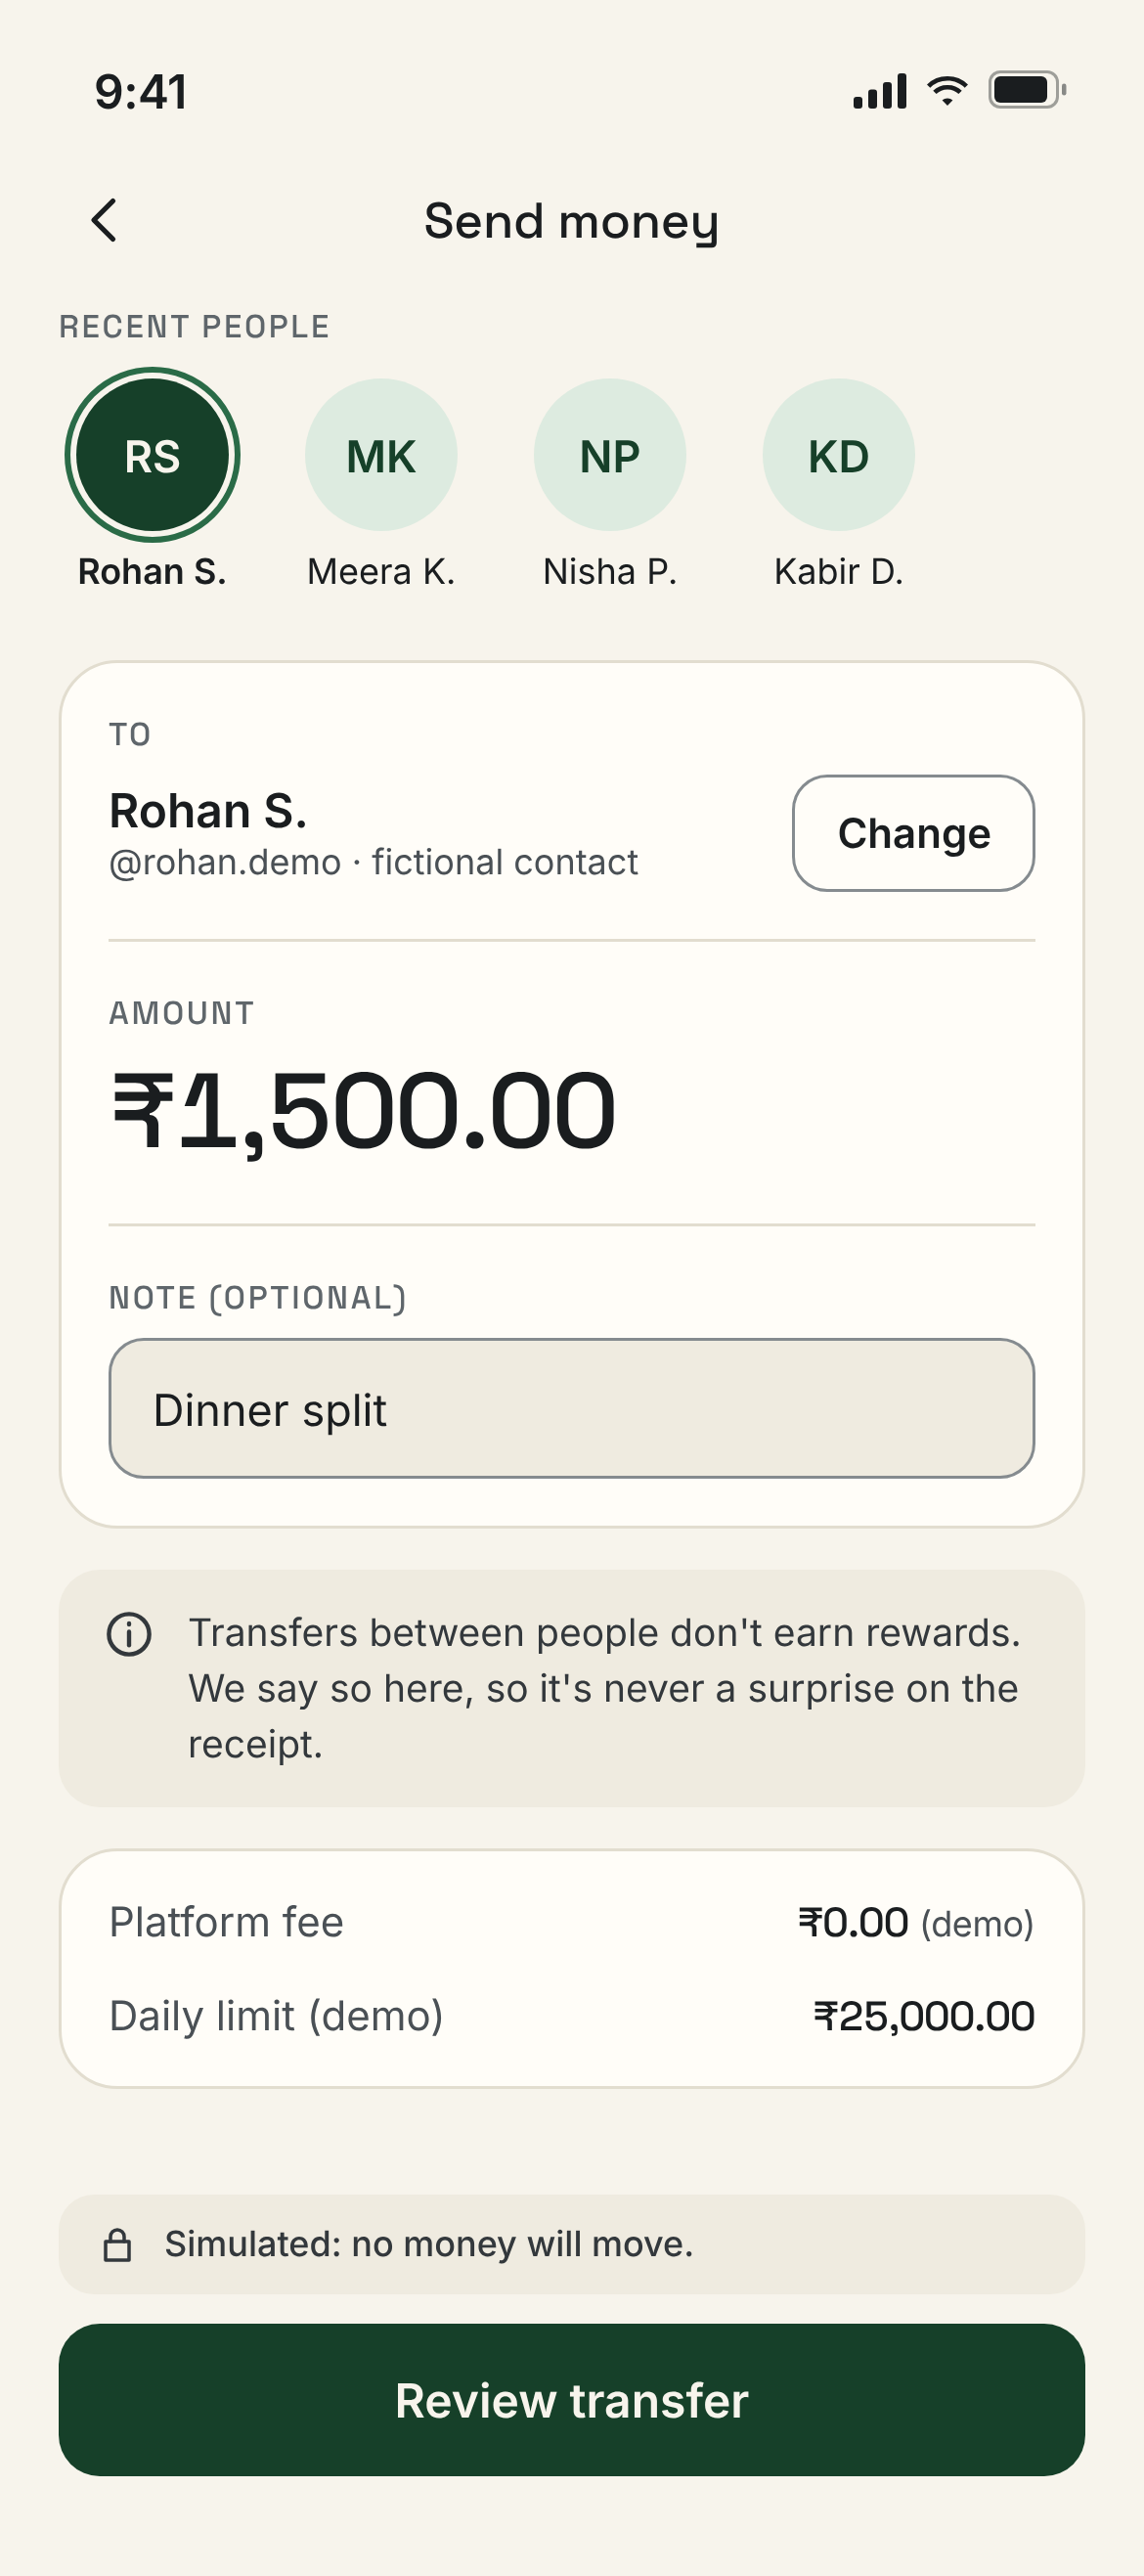 9:41
Send money
RECENT PEOPLE
RS MK NP KD
Rohan S. Meera K. Nisha P. Kabir D.
TO
Rohan S.
@rohan.demo · fictional contact
Change
AMOUNT
₹1,500.00
NOTE (OPTIONAL)
Dinner split
Transfers between people don't earn rewards.
We say so here, so it's never a surprise on the
receipt.
Platform fee ₹0.00 (demo)
Daily limit (demo) ₹25,000.00
Simulated: no money will move.
Review transfer